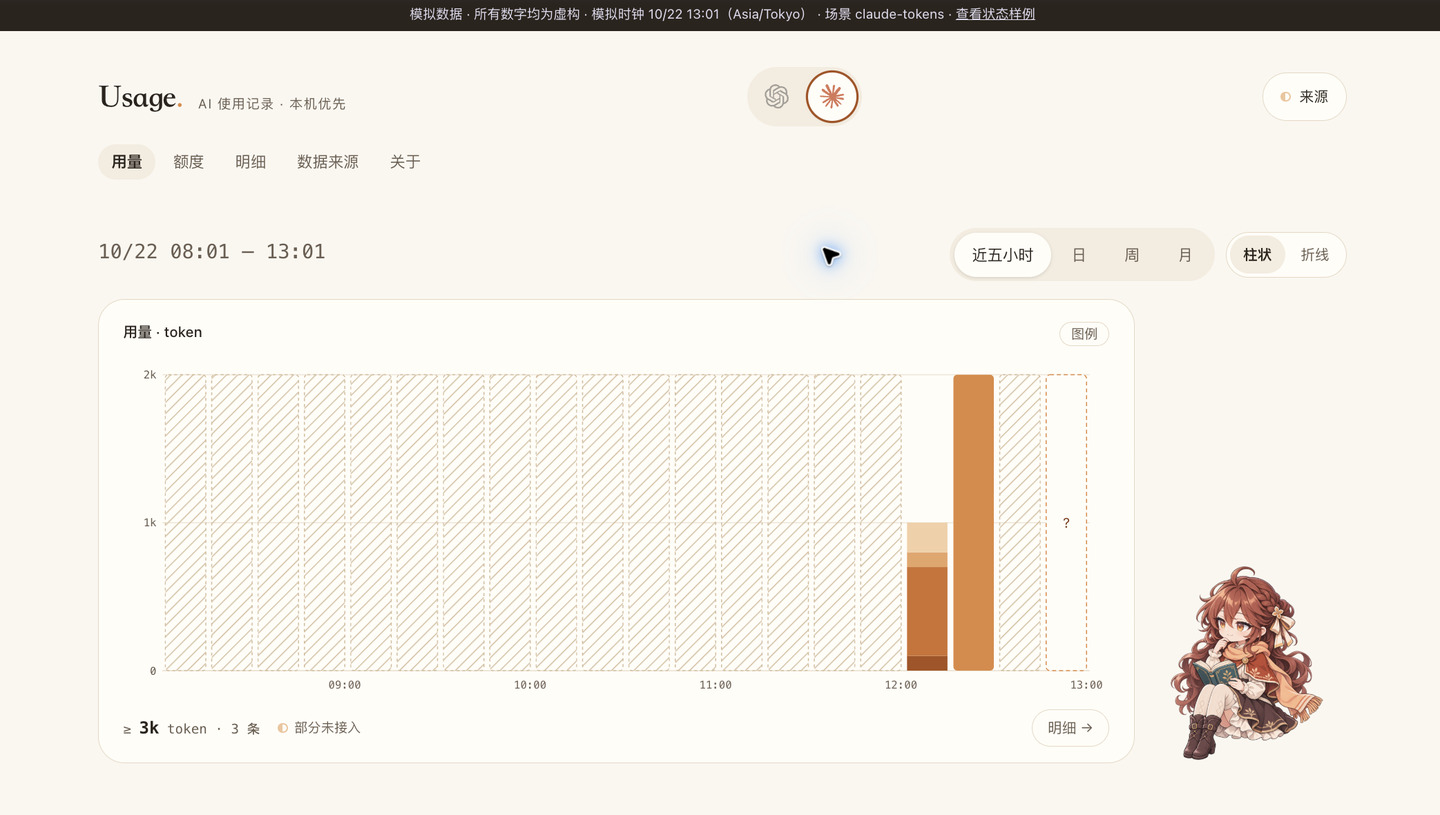 模拟数据 · 所有数字均为虚构 · 模拟时钟 10/22 13:01（Asia/Tokyo） · 场景 claude-tokens · 查看状态样例
Usage. AI 使用记录 · 本机优先
来源
用量 额度 明细 数据来源 关于
10/22 08:01 — 13:01
近五小时 日 周 月 柱状 折线
用量 · token 图例
2k
1k
?
0
09:00 10:00 11:00 12:00 13:00
≥ 3k token · 3 条 部分未接入 明细 →